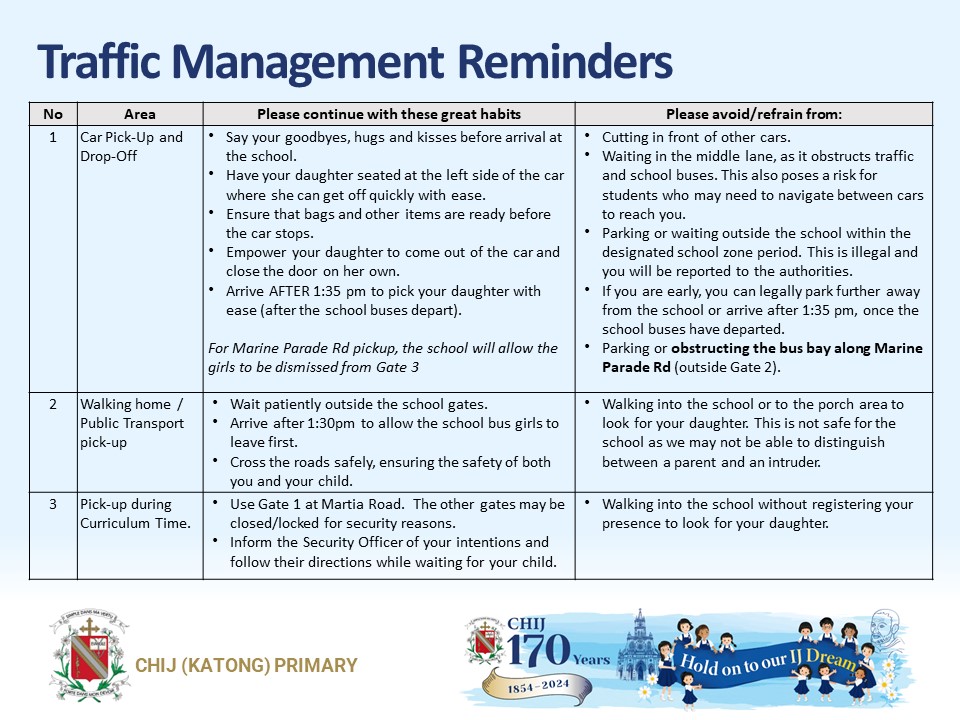 Traffic Management Reminders
No Area Please continue with these great habits Please avoid/refrain from:
1 Car Pick-Up and
Drop-Off
• Say your goodbyes, hugs and kisses before arrival at
the school.
• Have your daughter seated at the left side of the car
where she can get off quickly with ease.
• Ensure that bags and other items are ready before
the car stops.
• Empower your daughter to come out of the car and
close the door on her own.
• Arrive AFTER 1:35 pm to pick your daughter with
ease (after the school buses depart).
For Marine Parade Rd pickup, the school will allow the
girls to be dismissed from Gate 3
• Cutting in front of other cars.
• Waiting in the middle lane, as it obstructs traffic
and school buses. This also poses a risk for
students who may need to navigate between cars
to reach you.
• Parking or waiting outside the school within the
designated school zone period. This is illegal and
you will be reported to the authorities.
• If you are early, you can legally park further away
from the school or arrive after 1:35 pm, once the
school buses have departed.
• Parking or obstructing the bus bay along Marine
Parade Rd (outside Gate 2).
2 Walking home /
Public Transport
pick-up
• Wait patiently outside the school gates.
• Arrive after 1:30pm to allow the school bus girls to
leave first.
• Cross the roads safely, ensuring the safety of both
you and your child.
• Walking into the school or to the porch area to
look for your daughter. This is not safe for the
school as we may not be able to distinguish
between a parent and an intruder.
3 Pick-up during
Curriculum Time.
• Use Gate 1 at Martia Road. The other gates may be
closed/locked for security reasons.
• Inform the Security Officer of your intentions and
follow their directions while waiting for your child.
• Walking into the school without registering your
presence to look for your daughter.
CHIJ (KATONG) PRIMARY
CHIJ
170 Years
1854-2024
Hold on to our IJ Dream